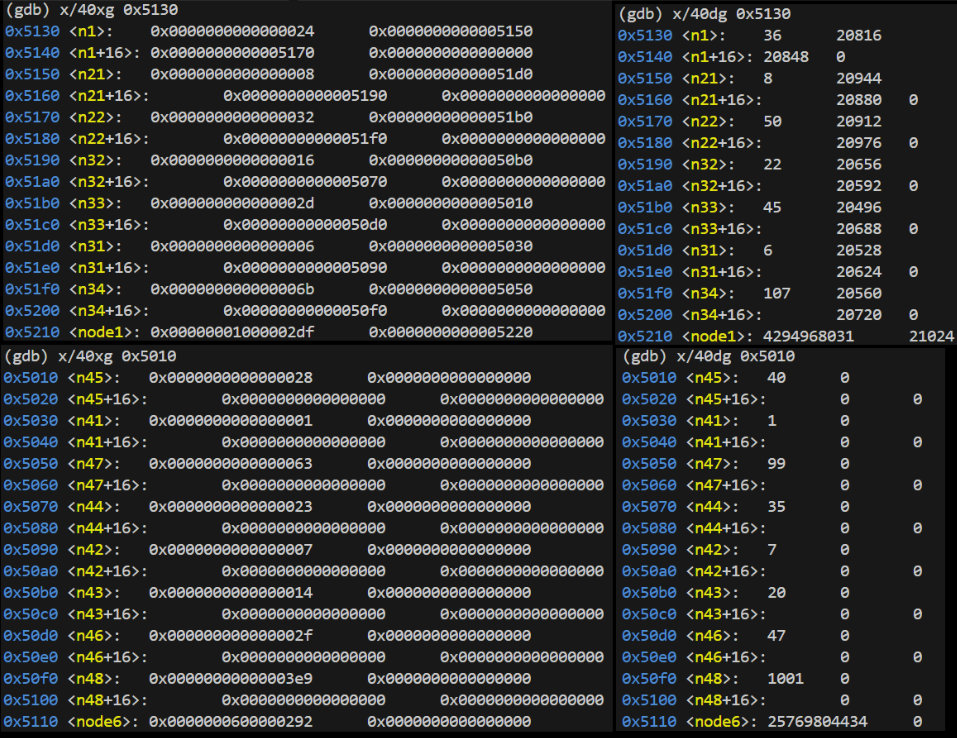 (gdb) x/40xg 0x5130
0x5130 <n1>: 0x0000000000000024 0x0000000000005150
0x5140 <n1+16>: 0x0000000000005170 0x0000000000000000
0x5150 <n21>: 0x0000000000000008 0x00000000000051d0
0x5160 <n21+16>: 0x0000000000005190 0x0000000000000000
0x5170 <n22>: 0x0000000000000032 0x00000000000051b0
0x5180 <n22+16>: 0x00000000000051f0 0x0000000000000000
0x5190 <n32>: 0x0000000000000016 0x00000000000050b0
0x51a0 <n32+16>: 0x0000000000005070 0x0000000000000000
0x51b0 <n33>: 0x000000000000002d 0x0000000000005010
0x51c0 <n33+16>: 0x00000000000050d0 0x0000000000000000
0x51d0 <n31>: 0x0000000000000006 0x0000000000005030
0x51e0 <n31+16>: 0x0000000000005090 0x0000000000000000
0x51f0 <n34>: 0x000000000000006b 0x0000000000005050
0x5200 <n34+16>: 0x00000000000050f0 0x0000000000000000
0x5210 <node1>: 0x00000001000002df 0x0000000000005220
(gdb) x/40dg 0x5130
0x5130 <n1>: 36 20816
0x5140 <n1+16>: 20848 0
0x5150 <n21>: 8 20944
0x5160 <n21+16>: 20880 0
0x5170 <n22>: 50 20912
0x5180 <n22+16>: 20976 0
0x5190 <n32>: 22 20656
0x51a0 <n32+16>: 20592 0
0x51b0 <n33>: 45 20496
0x51c0 <n33+16>: 20688 0
0x51d0 <n31>: 6 20528
0x51e0 <n31+16>: 20624 0
0x51f0 <n34>: 107 20560
0x5200 <n34+16>: 20720 0
0x5210 <node1>: 4294968031 21024
(gdb) x/40xg 0x5010
0x5010 <n45>: 0x0000000000000028 0x0000000000000000
0x5020 <n45+16>: 0x0000000000000000 0x0000000000000000
0x5030 <n41>: 0x0000000000000001 0x0000000000000000
0x5040 <n41+16>: 0x0000000000000000 0x0000000000000000
0x5050 <n47>: 0x0000000000000063 0x0000000000000000
0x5060 <n47+16>: 0x0000000000000000 0x0000000000000000
0x5070 <n44>: 0x0000000000000023 0x0000000000000000
0x5080 <n44+16>: 0x0000000000000000 0x0000000000000000
0x5090 <n42>: 0x0000000000000007 0x0000000000000000
0x50a0 <n42+16>: 0x0000000000000000 0x0000000000000000
0x50b0 <n43>: 0x0000000000000014 0x0000000000000000
0x50c0 <n43+16>: 0x0000000000000000 0x0000000000000000
0x50d0 <n46>: 0x000000000000002f 0x0000000000000000
0x50e0 <n46+16>: 0x0000000000000000 0x0000000000000000
0x50f0 <n48>: 0x00000000000003e9 0x0000000000000000
0x5100 <n48+16>: 0x0000000000000000 0x0000000000000000
0x5110 <node6>: 0x0000000600000292 0x0000000000000000
(gdb) x/40dg 0x5010
0x5010 <n45>: 40 0
0x5020 <n45+16>: 0 0
0x5030 <n41>: 1 0
0x5040 <n41+16>: 0 0
0x5050 <n47>: 99 0
0x5060 <n47+16>: 0 0
0x5070 <n44>: 35 0
0x5080 <n44+16>: 0 0
0x5090 <n42>: 7 0
0x50a0 <n42+16>: 0 0
0x50b0 <n43>: 20 0
0x50c0 <n43+16>: 0 0
0x50d0 <n46>: 47 0
0x50e0 <n46+16>: 0 0
0x50f0 <n48>: 1001 0
0x5100 <n48+16>: 0 0
0x5110 <node6>: 25769804434 0